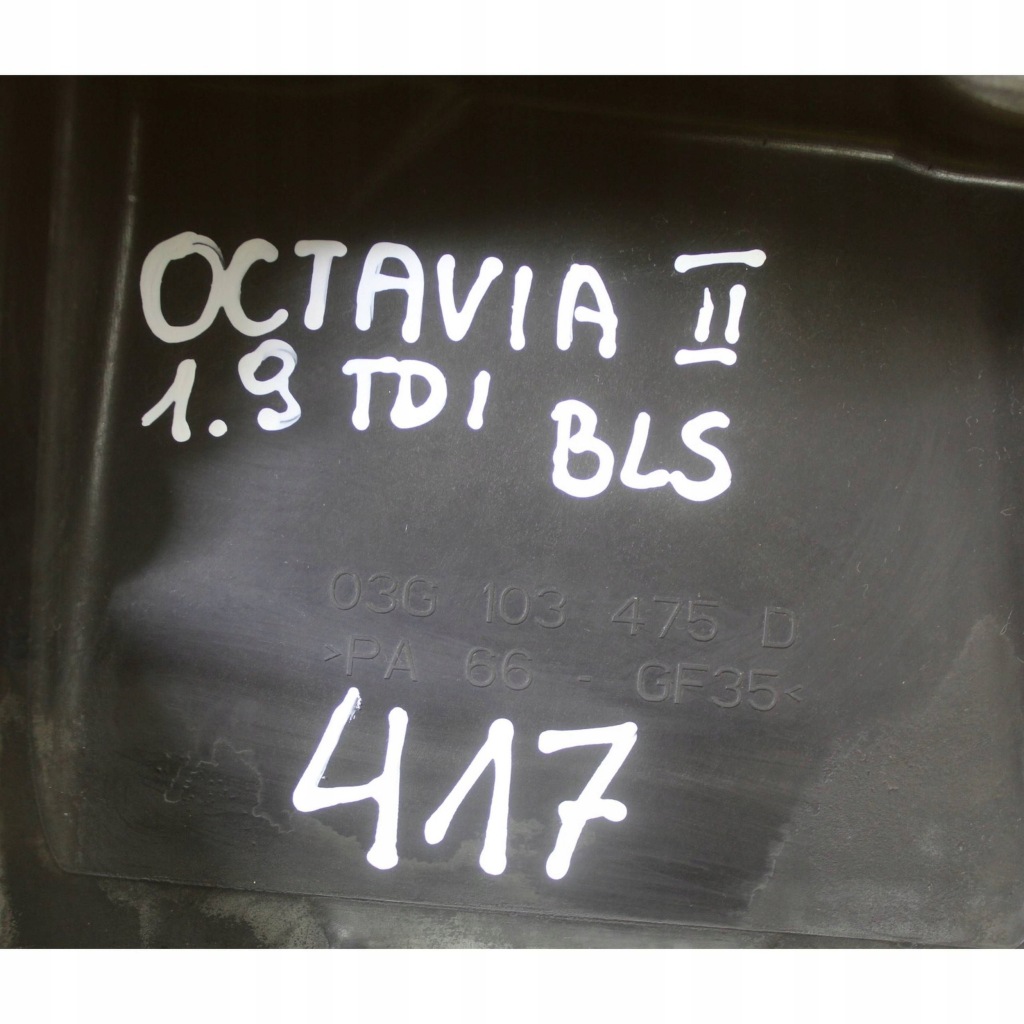 OCTAVIA II
1.9 TDI BLS
03G 103 475 D
>PA 66 - GF35<
417